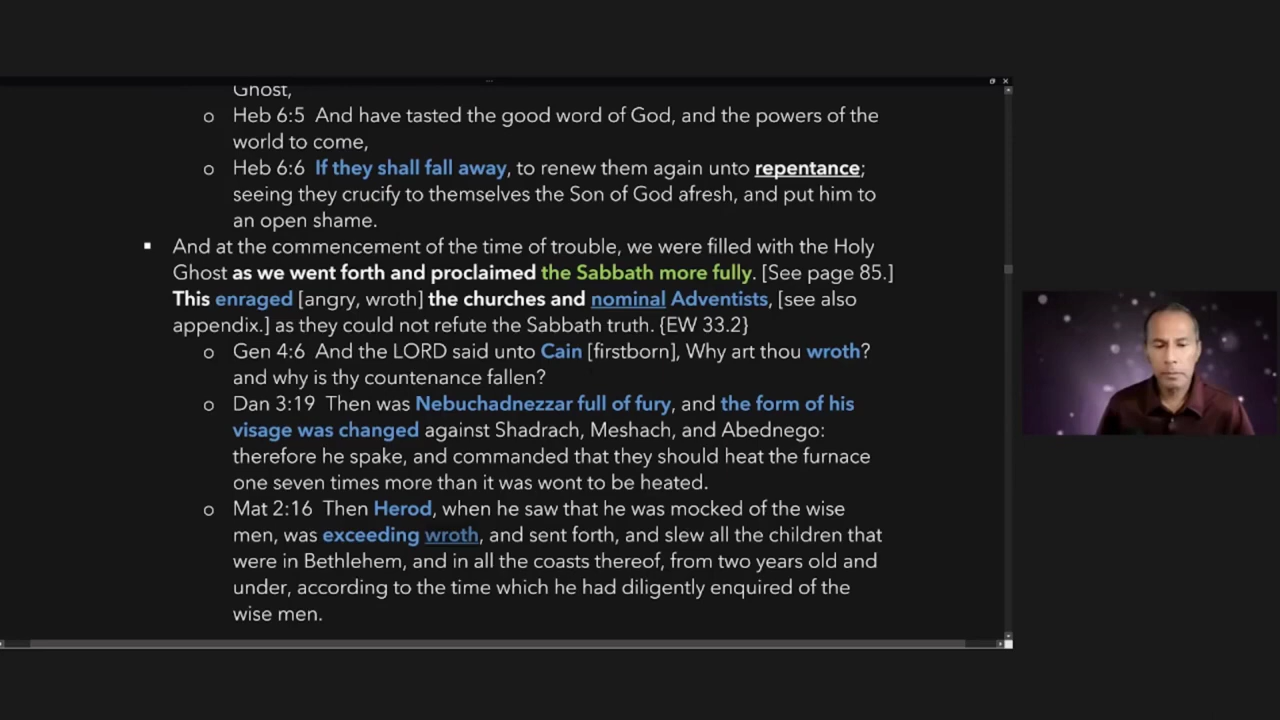 Ghost,
o Heb 6:5 And have tasted the good word of God, and the powers of the
world to come,
o Heb 6:6 If they shall fall away, to renew them again unto repentance;
seeing they crucify to themselves the Son of God afresh, and put him to
an open shame.
▪ And at the commencement of the time of trouble, we were filled with the Holy
Ghost as we went forth and proclaimed the Sabbath more fully. [See page 85.]
This enraged [angry, wroth] the churches and nominal Adventists, [see also
appendix.] as they could not refute the Sabbath truth. {EW 33.2}
o Gen 4:6 And the LORD said unto Cain [firstborn], Why art thou wroth?
and why is thy countenance fallen?
o Dan 3:19 Then was Nebuchadnezzar full of fury, and the form of his
visage was changed against Shadrach, Meshach, and Abednego:
therefore he spake, and commanded that they should heat the furnace
one seven times more than it was wont to be heated.
o Mat 2:16 Then Herod, when he saw that he was mocked of the wise
men, was exceeding wroth, and sent forth, and slew all the children that
were in Bethlehem, and in all the coasts thereof, from two years old and
under, according to the time which he had diligently enquired of the
wise men.